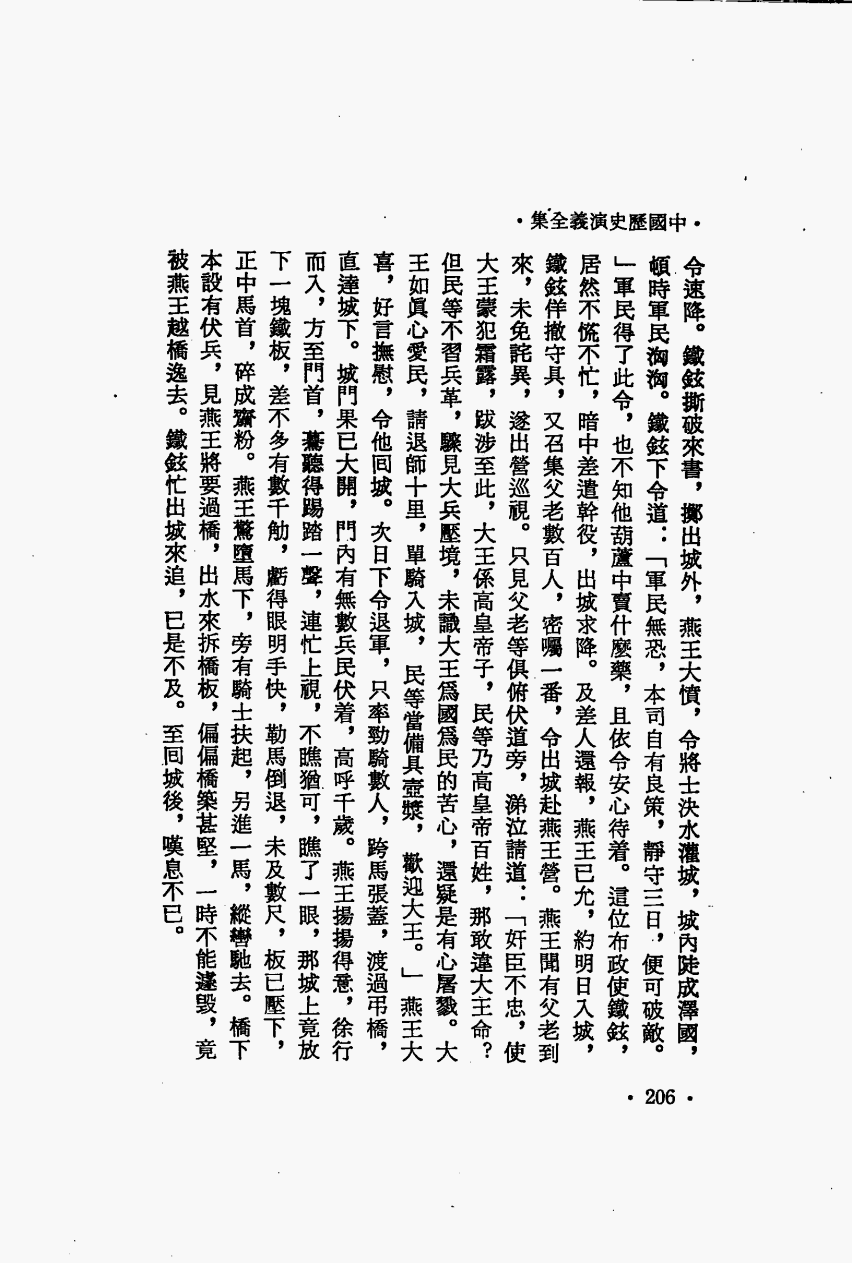 ·中國歷史演義全集·
令速降。鐵鉉撕破來書，擲出城外，燕王大憤，令將士決水灌城，城內陡成澤國，
頓時軍民洶洶。鐵鉉下令道：「軍民無恐，本司自有良策，靜守三日，便可破敵。
」軍民得了此令，也不知他葫蘆中賣什麼藥，且依令安心待着。這位布政使鐵鉉，
居然不慌不忙，暗中差遣幹役，出城求降。及差人還報，燕王已允，約明日入城，
鐵鉉佯撤守具，又召集父老數百人，密囑一番，令出城赴燕王營。燕王聞有父老到
來，未免詫異，遂出營巡視。只見父老等俱俯伏道旁，涕泣請道：「奸臣不忠，使
大王蒙犯霜露，跋涉至此，大王係高皇帝子，民等乃高皇帝百姓，那敢違大王命？
但民等不習兵革，驟見大兵壓境，未識大王爲國爲民的苦心，還疑是有心屠戮。大
王如眞心愛民，請退師十里，單騎入城，民等當備具壺漿，歡迎大王。」燕王大
喜，好言撫慰，令他囘城。次日下令退軍，只率勁騎數人，跨馬張蓋，渡過弔橋，
直達城下。城門果已大開，門內有無數兵民伏着，高呼千歲。燕王揚揚得意，徐行
而入，方至門首，驀聽得踢踏一聲，連忙上視，不瞧猶可，瞧了一眼，那城上竟放
下一塊鐵板，差不多有數千觔，虧得眼明手快，勒馬倒退，未及數尺，板已壓下，
正中馬首，碎成齏粉。燕王驚墮馬下，旁有騎士扶起，另進一馬，縱轡馳去。橋下
本設有伏兵，見燕王將要過橋，出水來拆橋板，偏偏橋築甚堅，一時不能遽毀，竟
被燕王越橋逸去。鐵鉉忙出城來追，已是不及。至囘城後，嘆息不已。
·206·